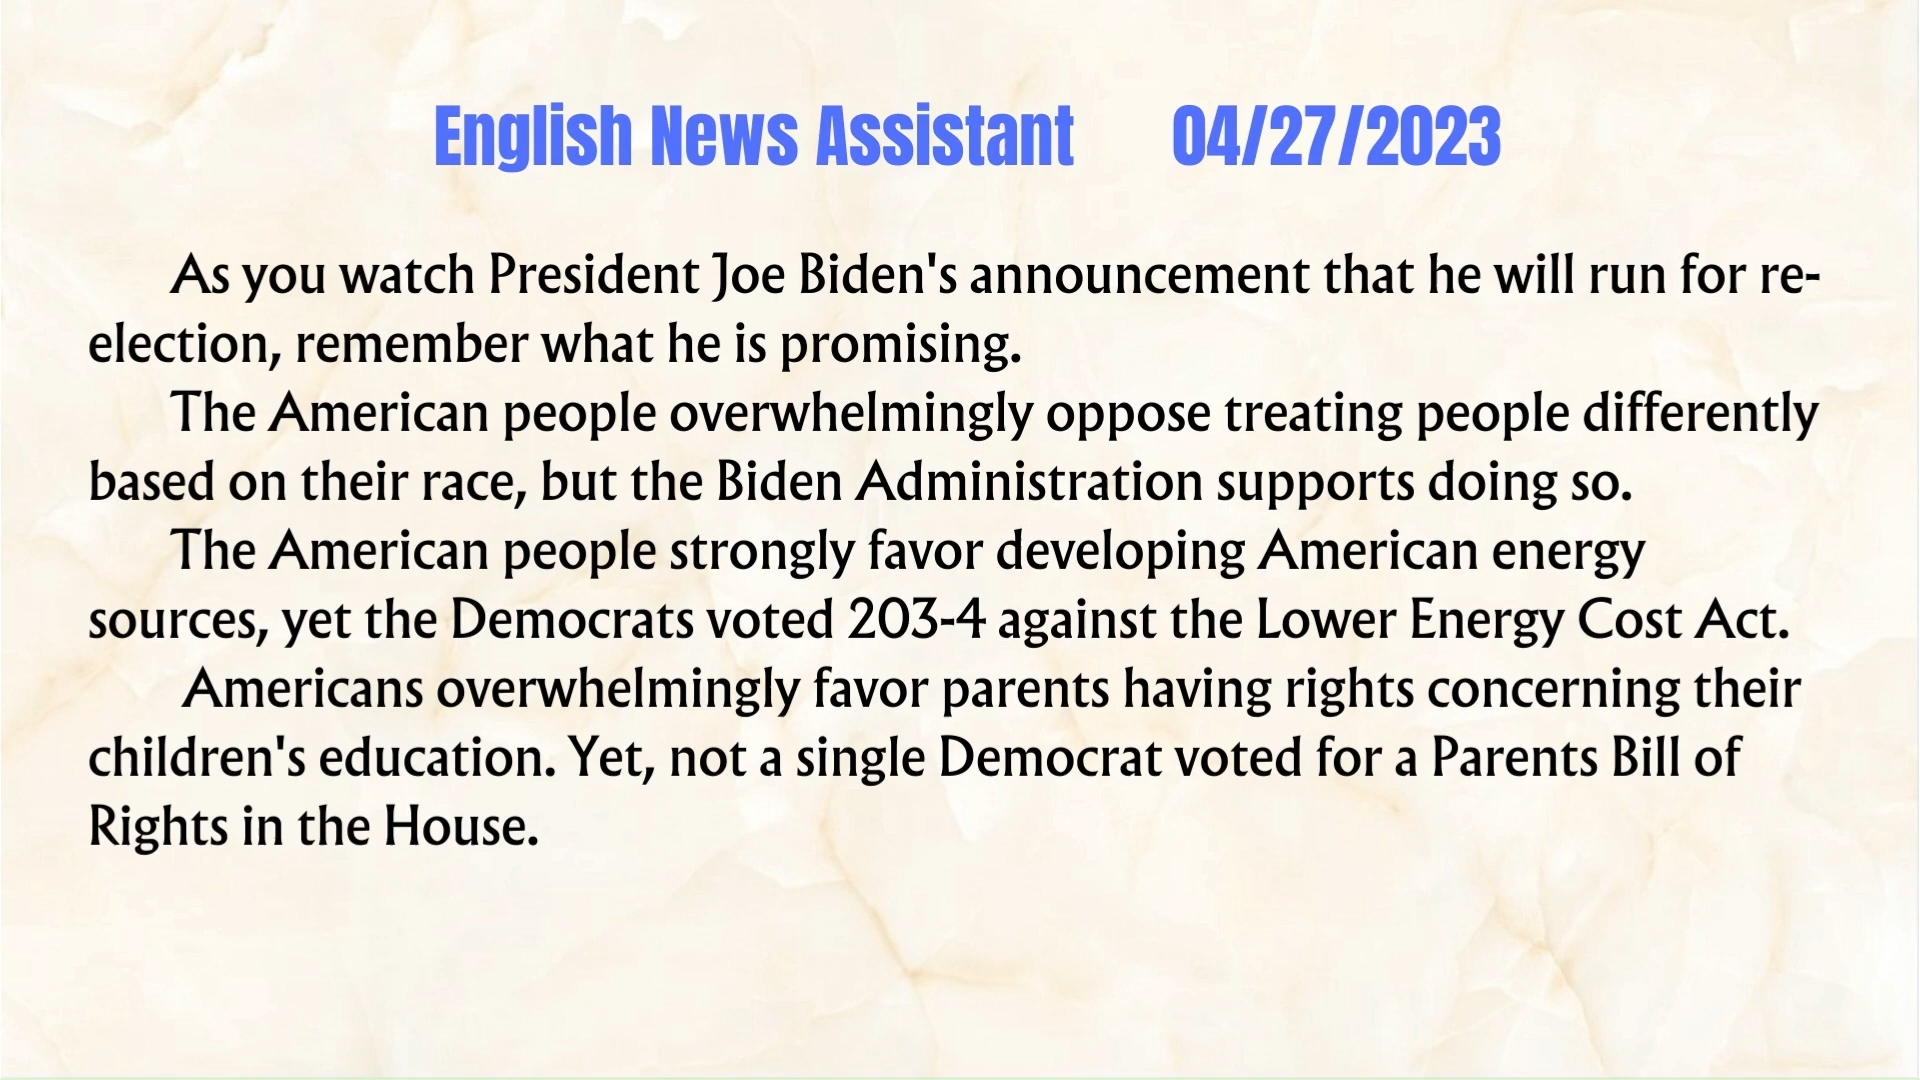 English News Assistant 04/27/2023
As you watch President Joe Biden's announcement that he will run for re-
election, remember what he is promising.
The American people overwhelmingly oppose treating people differently
based on their race, but the Biden Administration supports doing so.
The American people strongly favor developing American energy
sources, yet the Democrats voted 203-4 against the Lower Energy Cost Act.
Americans overwhelmingly favor parents having rights concerning their
children's education. Yet, not a single Democrat voted for a Parents Bill of
Rights in the House.